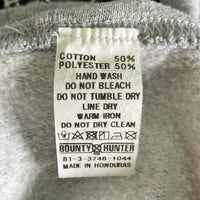 COTTON 50%
POLYESTER 50%
HAND WASH
DO NOT BLEACH
DO NOT TUMBLE DRY
LINE DRY
WARM IRON
DO NOT DRY CLEAN
BOUNTY HUNTER
81-3-3746-1044
MADE IN HONDURAS